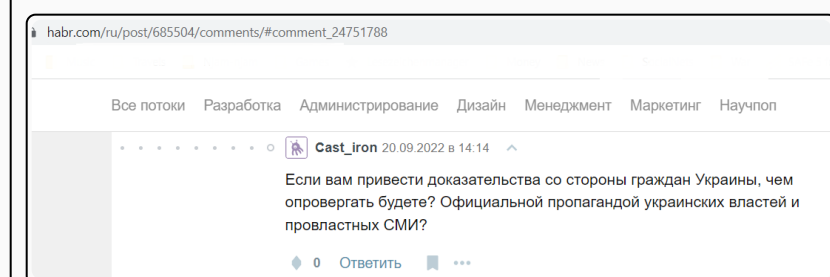 habr.com/ru/post/685504/comments/#comment_24751788
Все потоки Разработка Администрирование Дизайн Менеджмент Маркетинг Научпоп
Cast_iron 20.09.2022 в 14:14
Если вам привести доказательства со стороны граждан Украины, чем
опровергать будете? Официальной пропагандой украинских властей и
провластных СМИ?
0 Ответить